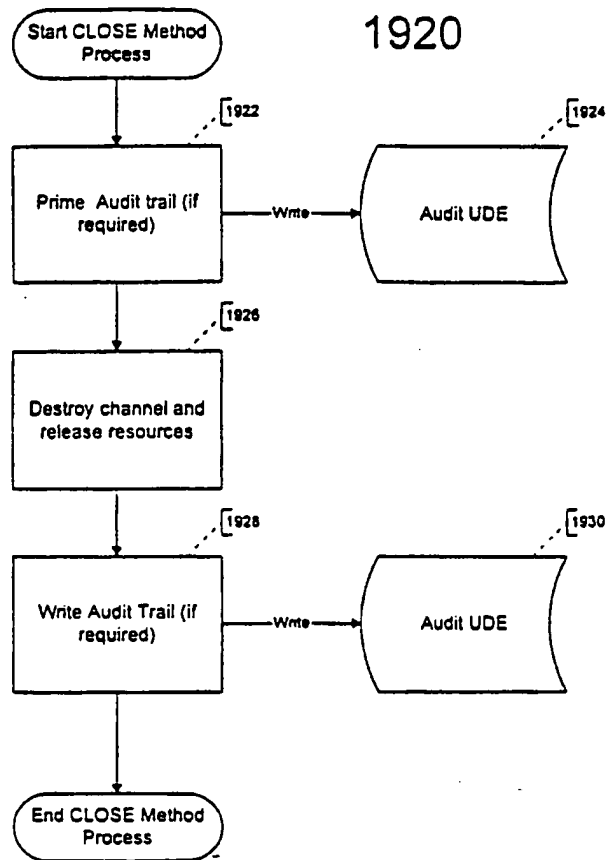 Start CLOSE Method
Process
1920
1922
1924
Prime Audit trail (if
required)
Write
Audit UDE
1926
Destroy channel and
release resources
1928
1930
Write Audit Trail (if
required)
Write
Audit UDE
End CLOSE Method
Process